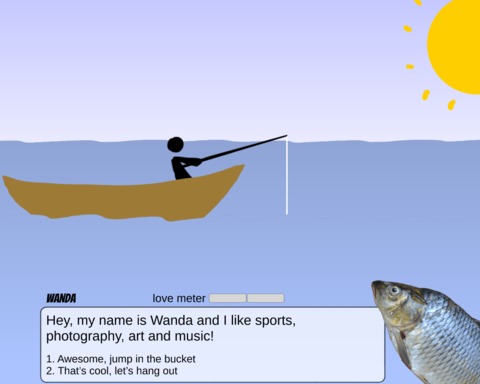 WANDA
love meter
Hey, my name is Wanda and I like sports,
photography, art and music!
1. Awesome, jump in the bucket
2. That's cool, let's hang out